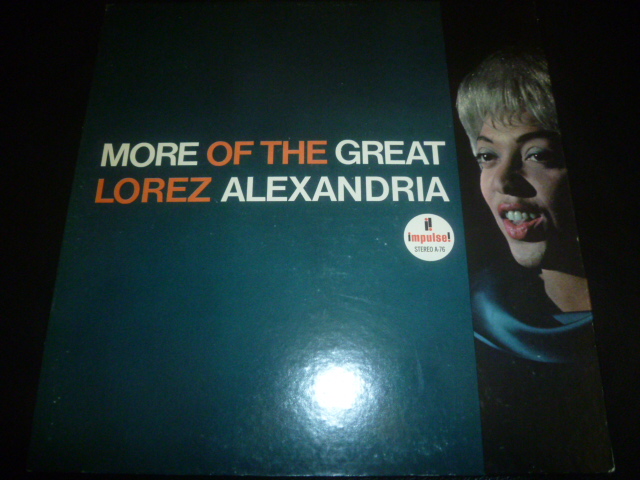 MORE OF THE GREAT
LOREZ ALEXANDRIA
i!
impulse!
STEREO A-76